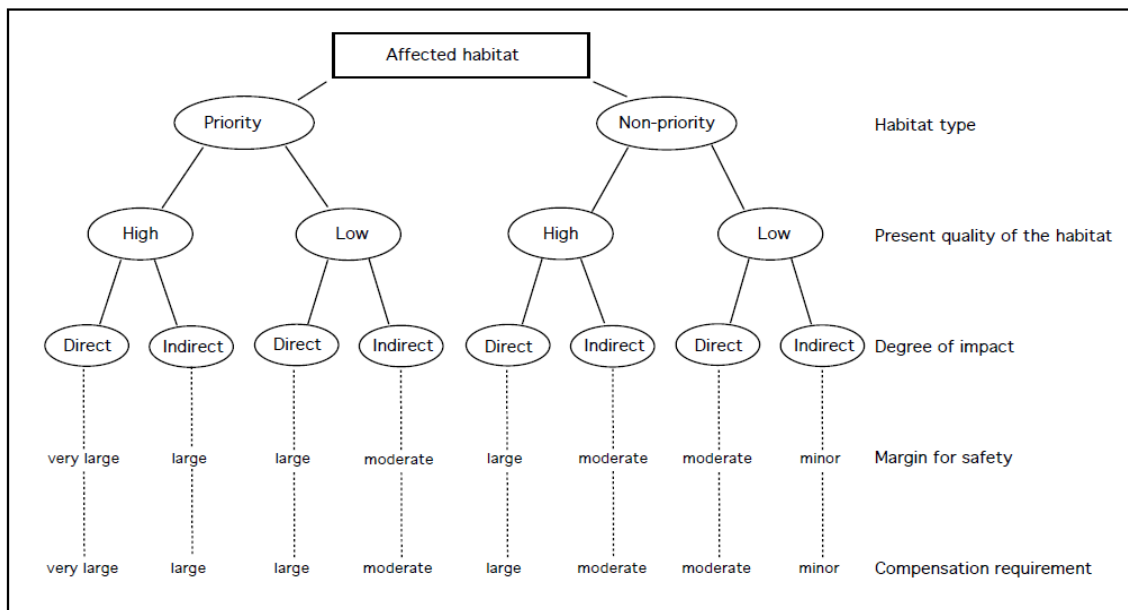 Affected habitat
Priority Non-priority Habitat type
High Low High Low Present quality of the habitat
Direct Indirect Direct Indirect Direct Indirect Direct Indirect Degree of impact
very large large large moderate large moderate moderate minor Margin for safety
very large large large moderate large moderate moderate minor Compensation requirement